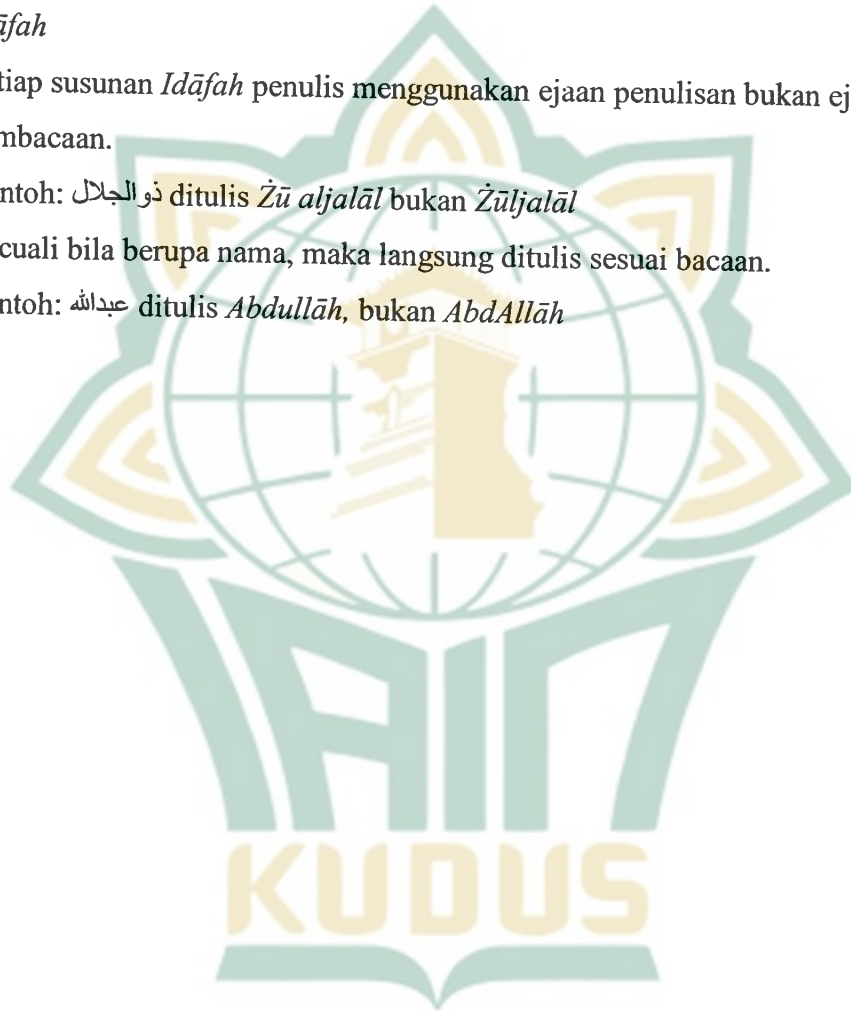 āfah
tiap susunan Idāfah penulis menggunakan ejaan penulisan bukan ej
mbacaan.
ntoh: ذوالجلال ditulis Żū aljalāl bukan Żūljalāl
cuali bila berupa nama, maka langsung ditulis sesuai bacaan.
ntoh: عبدالله ditulis Abdullāh, bukan AbdAllāh
IAIN
KUDUS